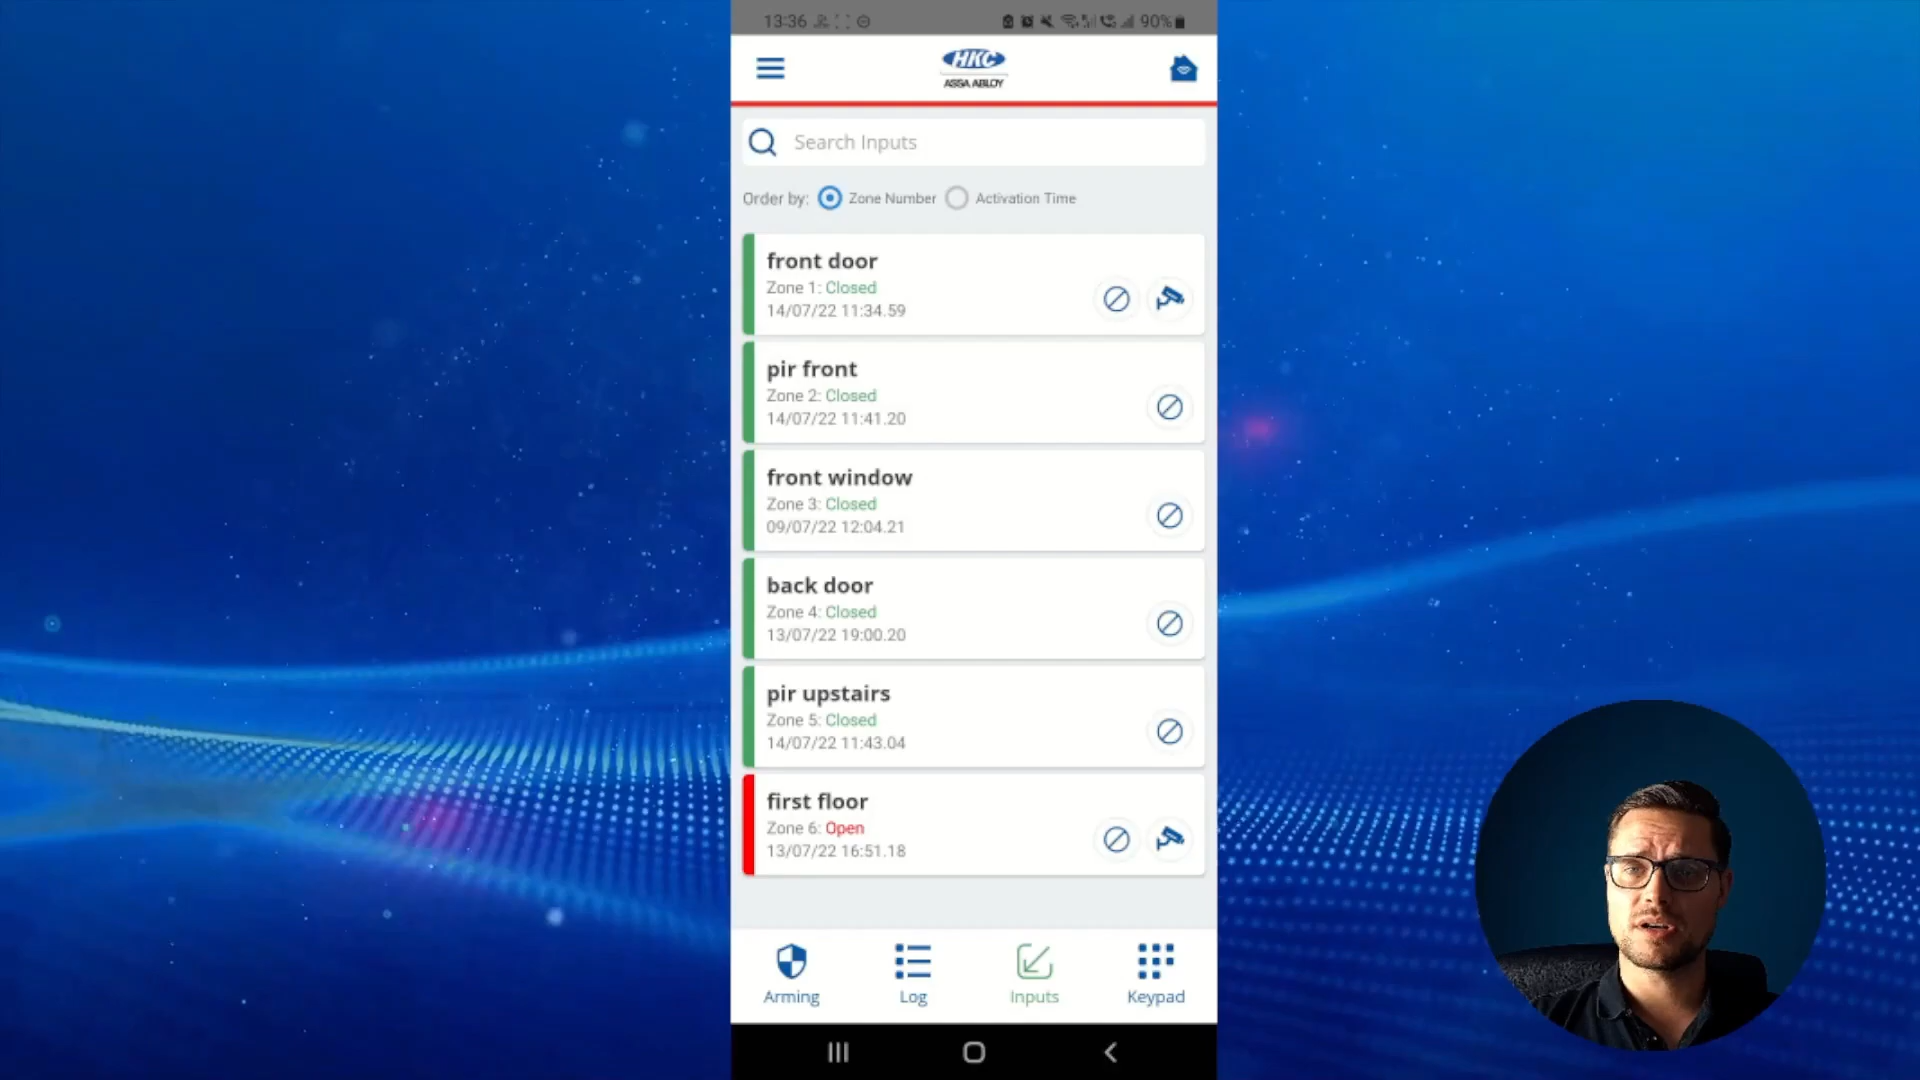 13:36
90%
HKC
ASSA ABLOY
Search Inputs
Order by: Zone Number Activation Time
front door
Zone 1: Closed
14/07/22 11:34.59
pir front
Zone 2: Closed
14/07/22 11:41.20
front window
Zone 3: Closed
09/07/22 12:04.21
back door
Zone 4: Closed
13/07/22 19:00.20
pir upstairs
Zone 5: Closed
14/07/22 11:43.04
first floor
Zone 6: Open
13/07/22 16:51.18
Arming Log Inputs Keypad